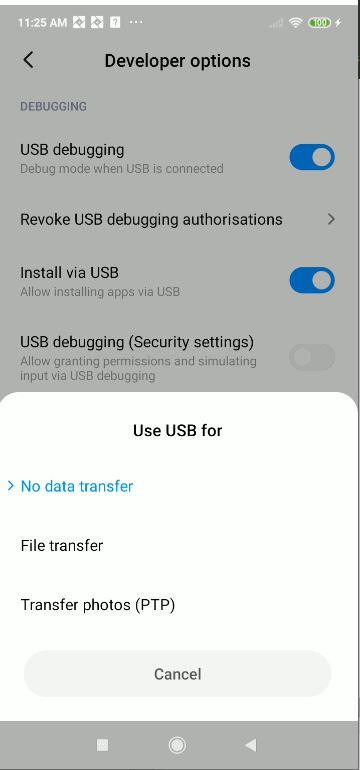 11:25 AM
100
Developer options
DEBUGGING
USB debugging
Debug mode when USB is connected
Revoke USB debugging authorisations
Install via USB
Allow installing apps via USB
USB debugging (Security settings)
Allow granting permissions and simulating
input via USB debugging
Use USB for
No data transfer
File transfer
Transfer photos (PTP)
Cancel